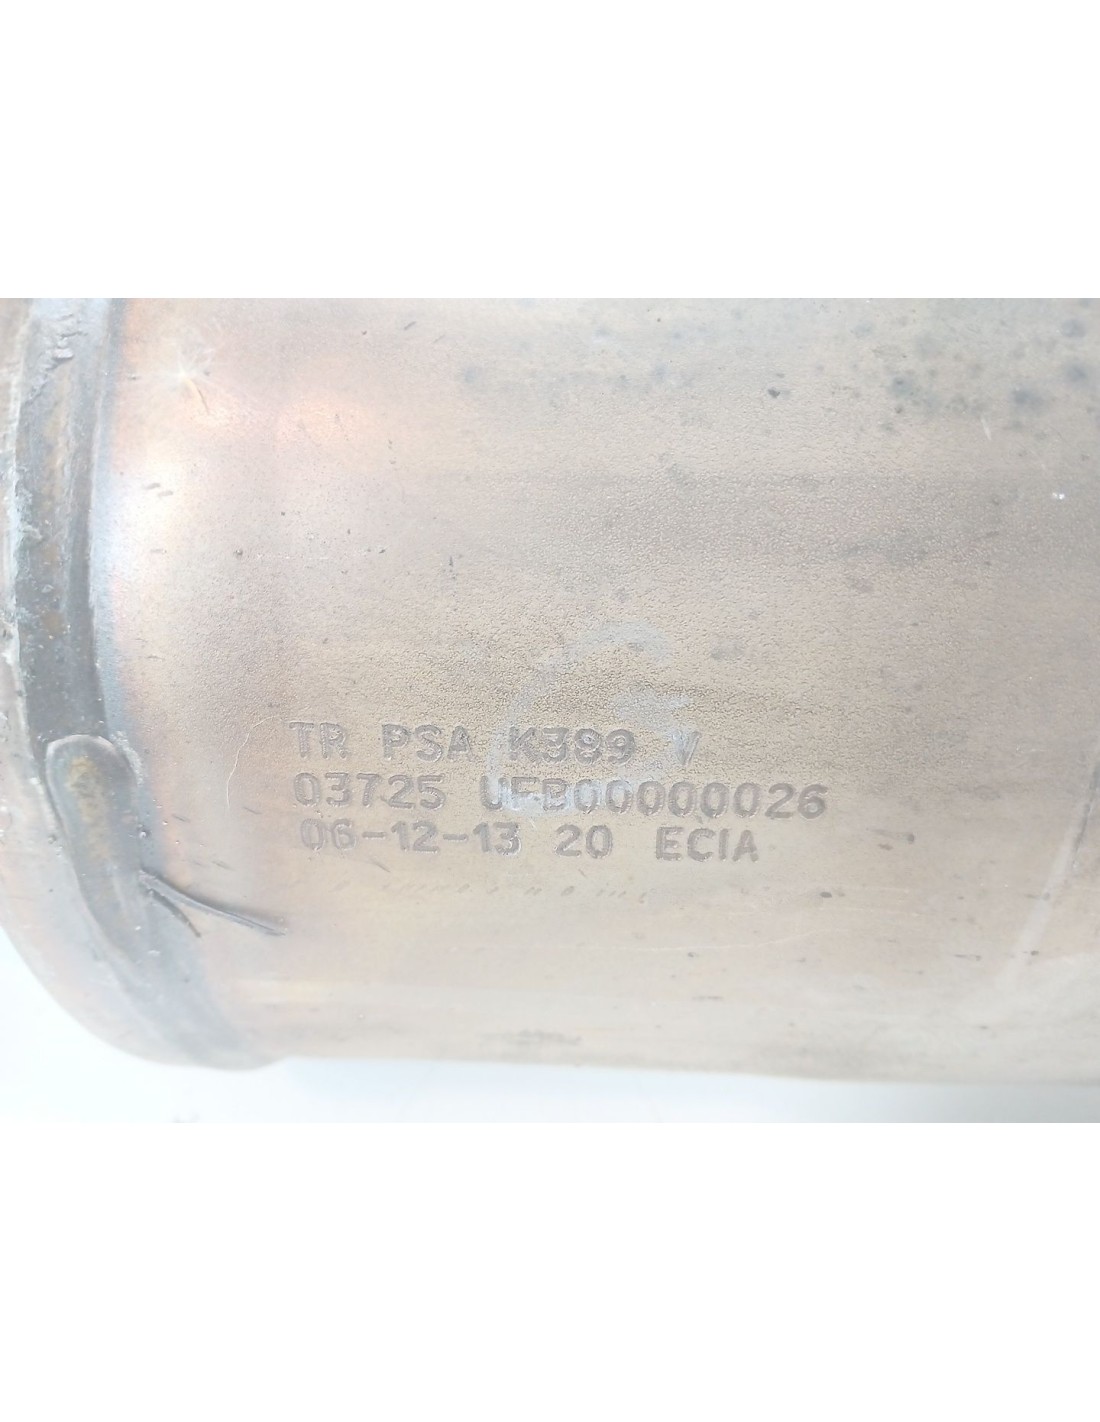 TR PSA K389 V
03725 UFB00000026
06-12-13 20 ECIA